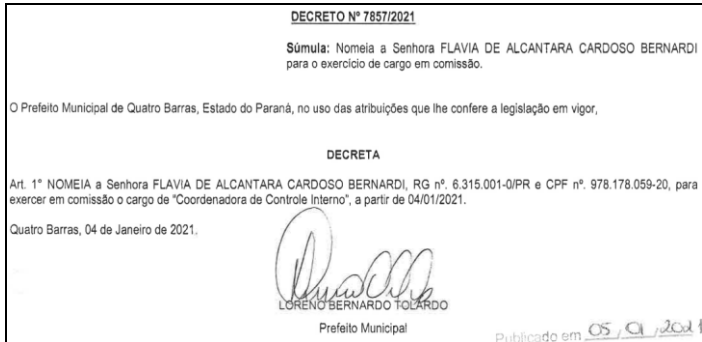 DECRETO Nº 7857/2021
Súmula: Nomeia a Senhora FLAVIA DE ALCANTARA CARDOSO BERNARDI
para o exercício de cargo em comissão.
O Prefeito Municipal de Quatro Barras, Estado do Paraná, no uso das atribuições que lhe confere a legislação em vigor,
DECRETA
Art. 1° NOMEIA a Senhora FLAVIA DE ALCANTARA CARDOSO BERNARDI, RG nº. 6.315.001-0/PR e CPF nº. 978.178.059-20, para
exercer em comissão o cargo de "Coordenadora de Controle Interno", a partir de 04/01/2021.
Quatro Barras, 04 de Janeiro de 2021.
LORENO BERNARDO TOLARDO
Prefeito Municipal
Publicado em 05, 01, 2021